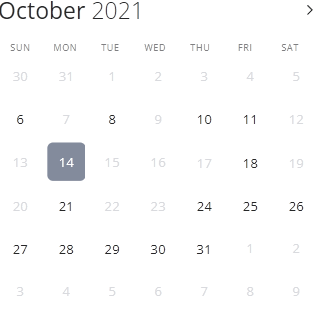 October 2021
SUN MON TUE WED THU FRI SAT
30 31 1 2 3 4 5
6 7 8 9 10 11 12
13 14 15 16 17 18 19
20 21 22 23 24 25 26
27 28 29 30 31 1 2
3 4 5 6 7 8 9